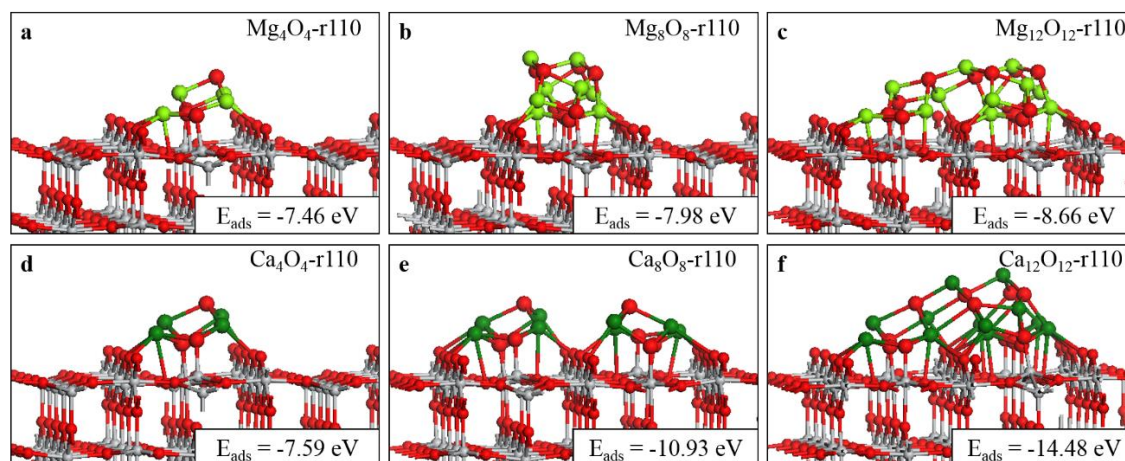 a Mg₄O₄-r110
E_ads = -7.46 eV
b Mg₈O₈-r110
E_ads = -7.98 eV
c Mg₁₂O₁₂-r110
E_ads = -8.66 eV
d Ca₄O₄-r110
E_ads = -7.59 eV
e Ca₈O₈-r110
E_ads = -10.93 eV
f Ca₁₂O₁₂-r110
E_ads = -14.48 eV